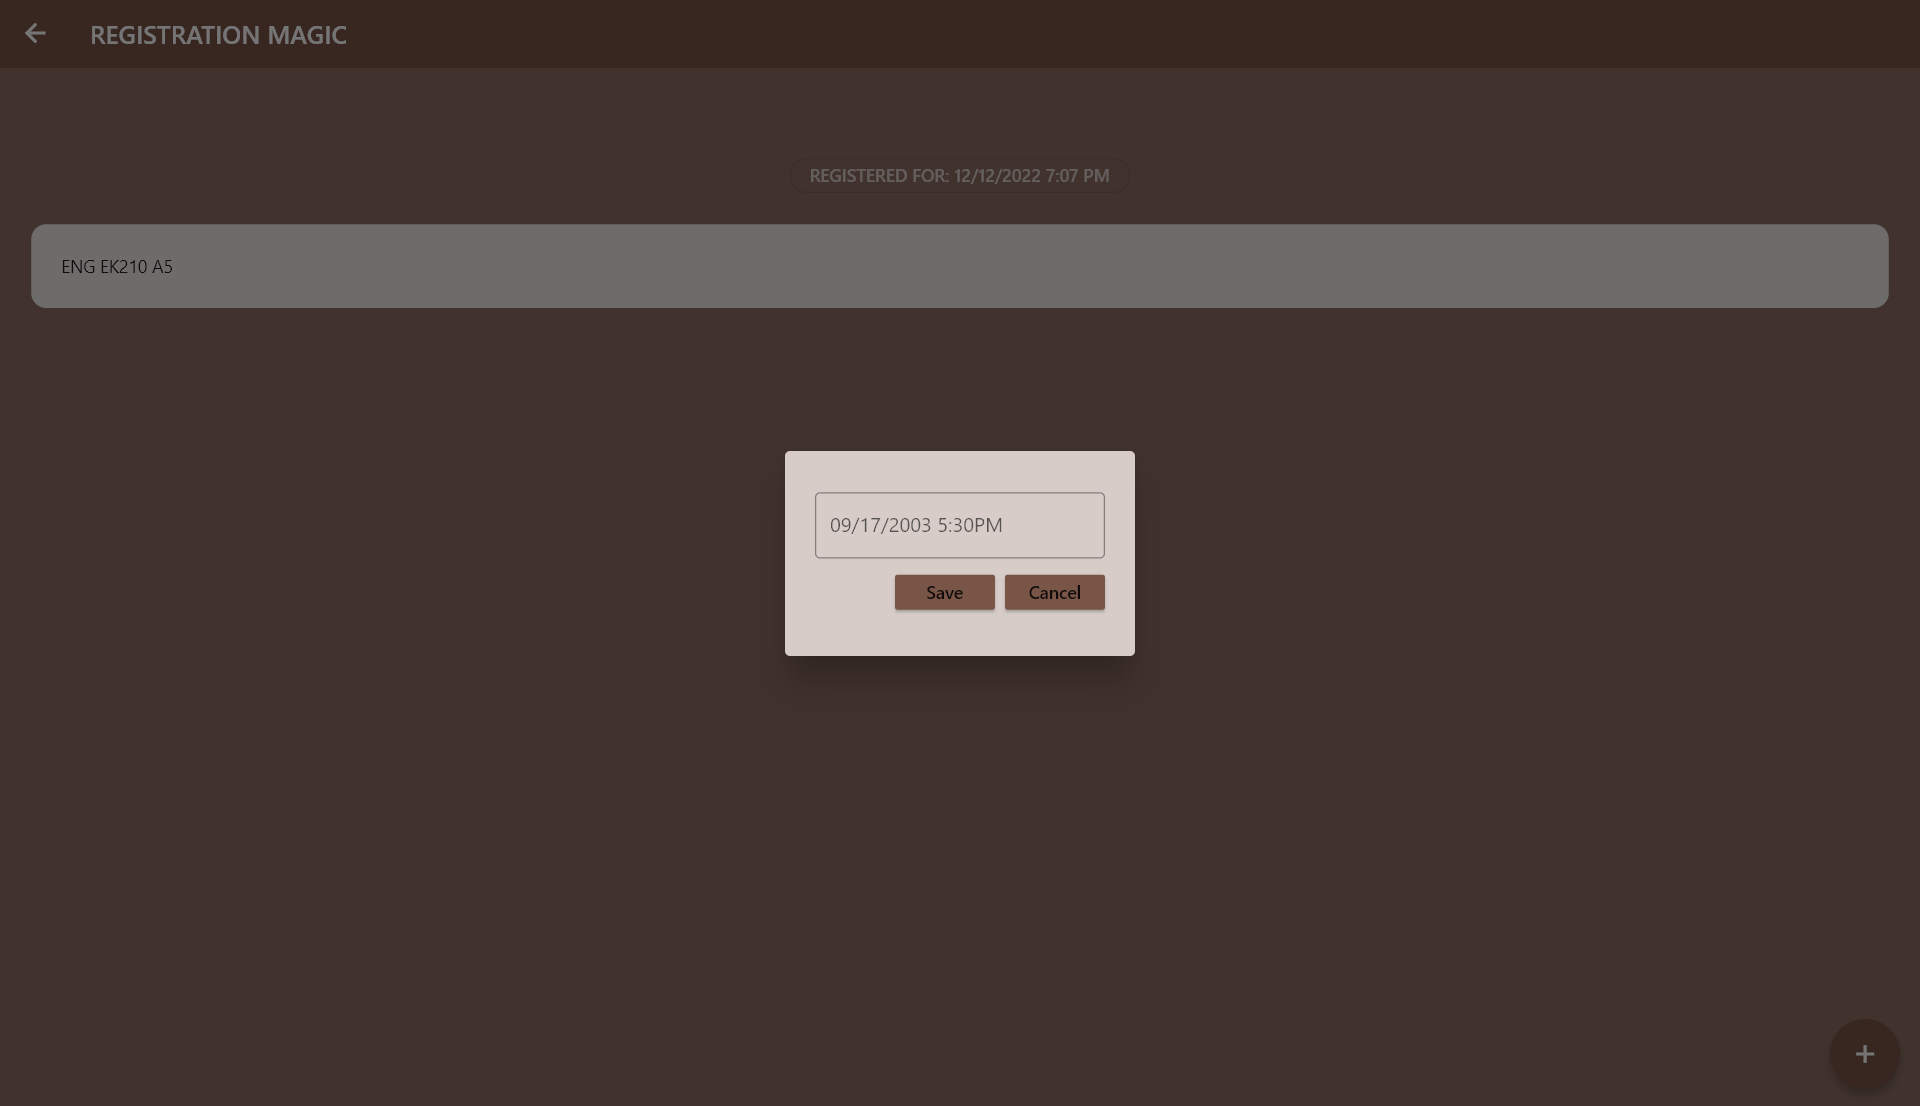 REGISTRATION MAGIC
REGISTERED FOR: 12/12/2022 7:07 PM
ENG EK210 A5
09/17/2003 5:30PM
Save Cancel
+